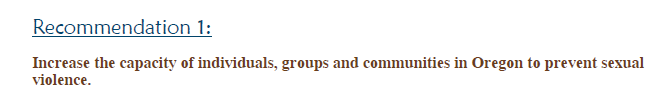 Recommendation 1:
Increase the capacity of individuals, groups and communities in Oregon to prevent sexual
violence.